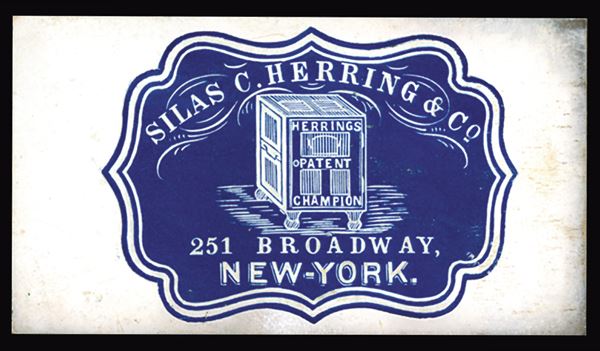 SILAS C. HERRING & CO
HERRINGS
PATENT
CHAMPION
251 BROADWAY,
NEW-YORK.